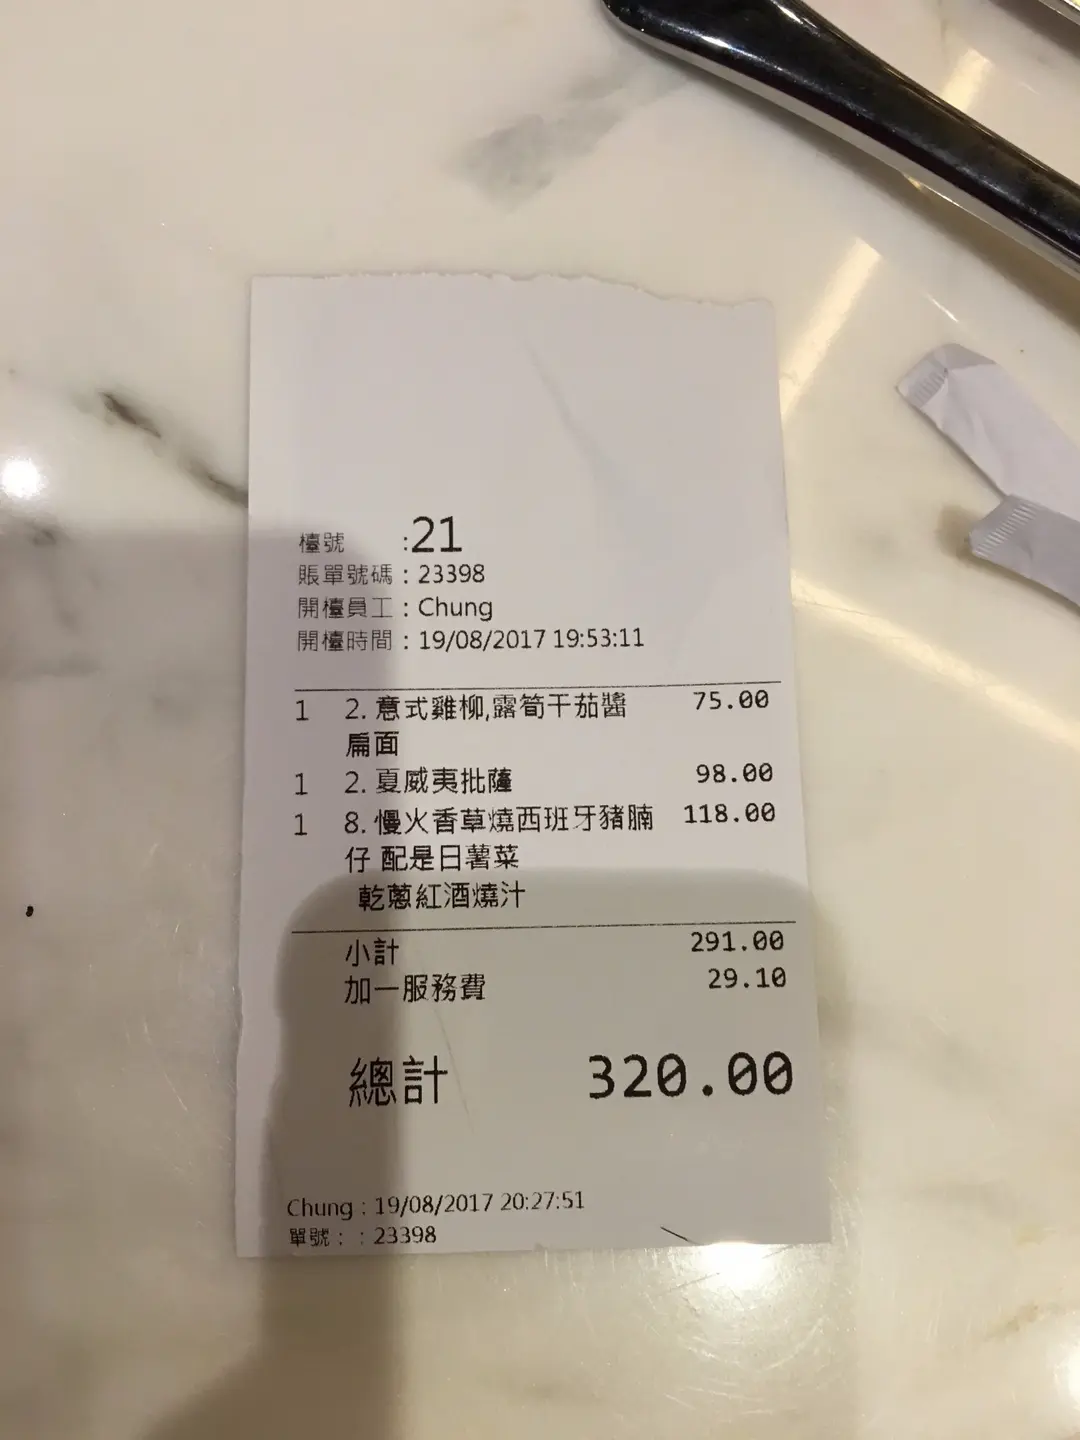 檯號 :21
賬單號碼 : 23398
開檯員工 : Chung
開檯時間 : 19/08/2017 19:53:11
1 2. 意式雞柳,露筍干茄醬 75.00
扁面
1 2. 夏威夷批薩 98.00
1 8. 慢火香草燒西班牙豬腩 118.00
仔 配是日薯菜
乾蔥紅酒燒汁
小計 291.00
加一服務費 29.10
總計 320.00
Chung : 19/08/2017 20:27:51
單號： : 23398